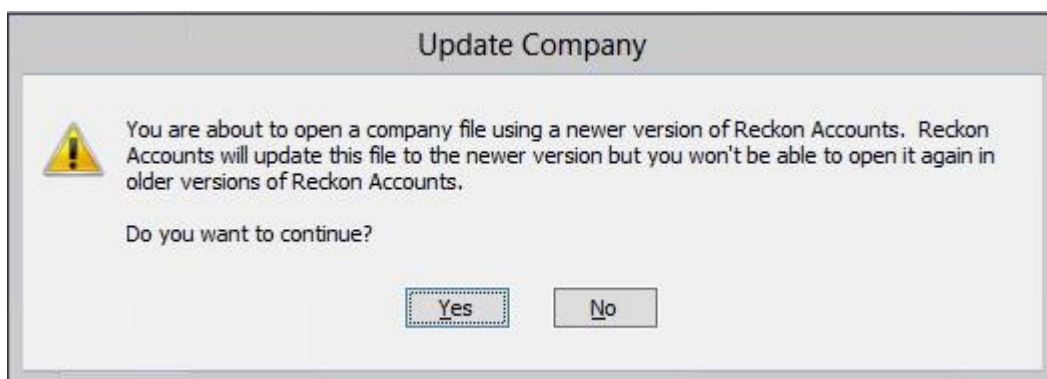 Update Company
You are about to open a company file using a newer version of Reckon Accounts.  Reckon
Accounts will update this file to the newer version but you won't be able to open it again in
older versions of Reckon Accounts.
Do you want to continue?
Yes
No